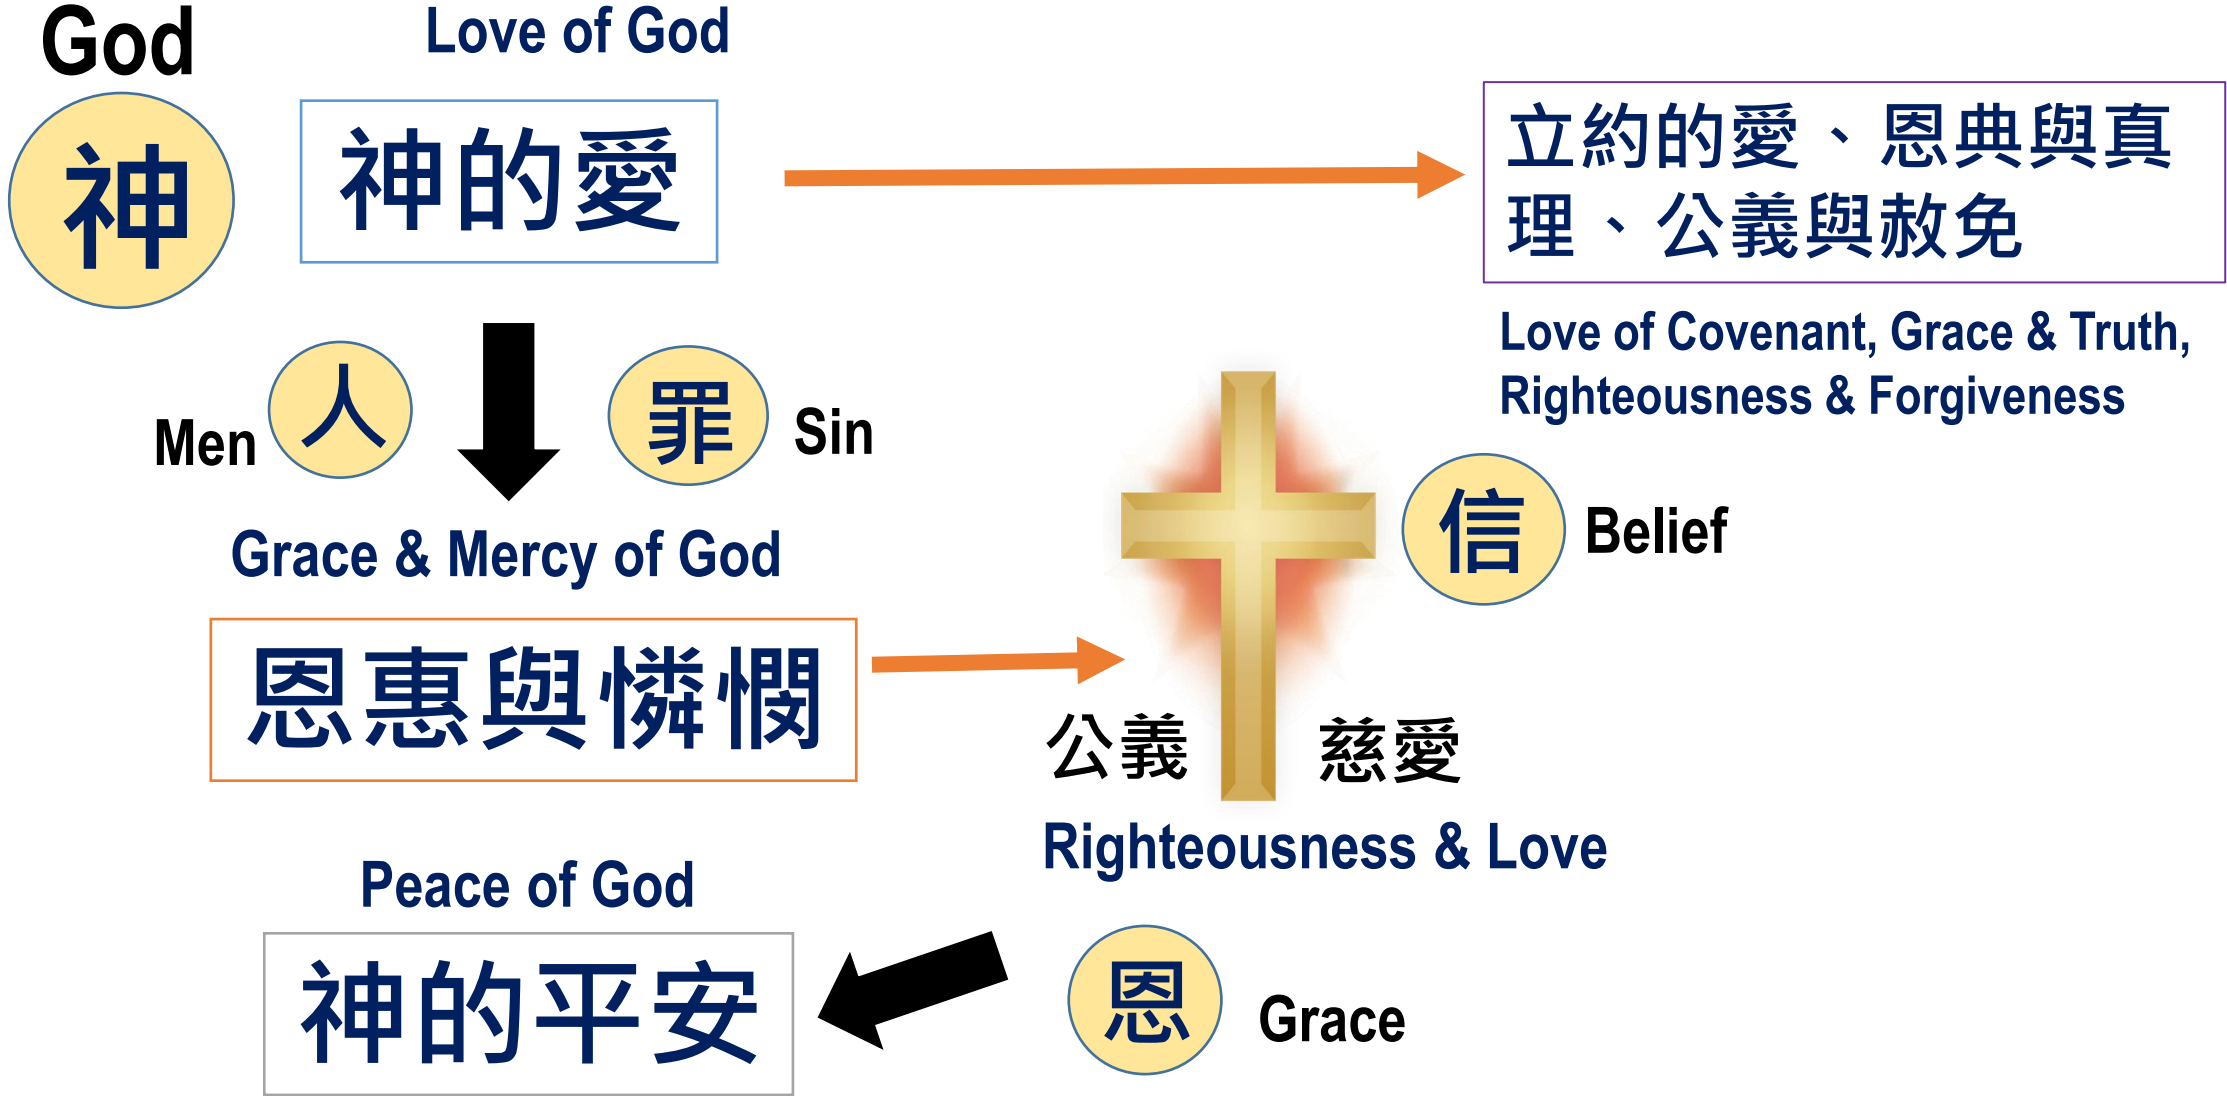 God
Love of God
神
神的愛
立約的愛、恩典與真
理、公義與赦免
Love of Covenant, Grace & Truth,
Righteousness & Forgiveness
Men
人
罪
Sin
Grace & Mercy of God
恩惠與憐憫
信
Belief
公義
慈愛
Righteousness & Love
Peace of God
神的平安
恩
Grace